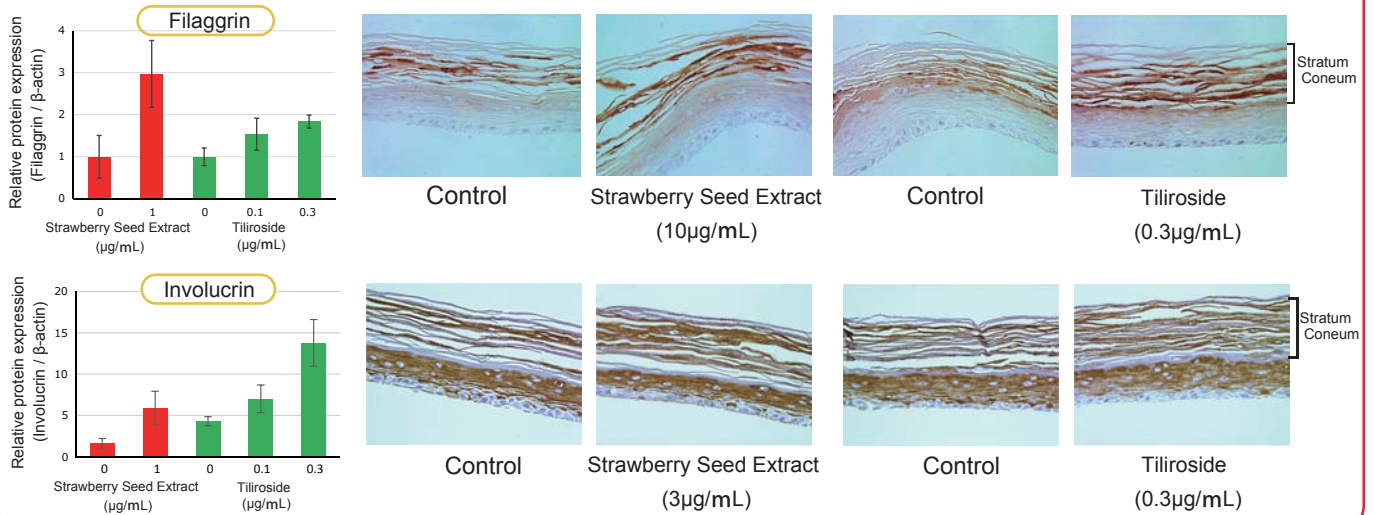 Filaggrin
Relative protein expression
(Filaggrin / β-actin)
4
3
2
1
0
0 1 0 0.1 0.3
Strawberry Seed Extract
(µg/mL)
Tiliroside
(µg/mL)
Control
Strawberry Seed Extract
(10µg/mL)
Control
Tiliroside
(0.3µg/mL)
Stratum
Coneum
Involucrin
Relative protein expression
(Involucrin / β-actin)
20
15
10
5
0
0 1 0 0.1 0.3
Strawberry Seed Extract
(µg/mL)
Tiliroside
(µg/mL)
Control
Strawberry Seed Extract
(3µg/mL)
Control
Tiliroside
(0.3µg/mL)
Stratum
Coneum